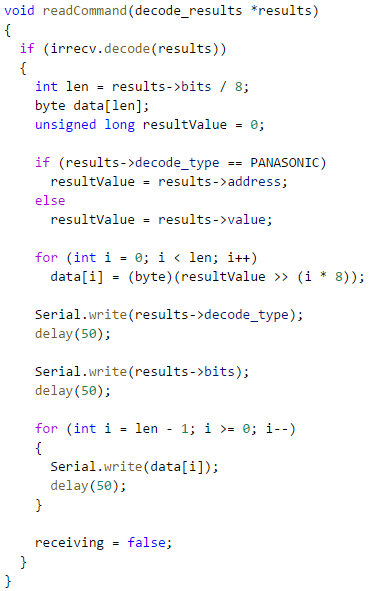 void readCommand(decode_results *results)
{
  if (irrecv.decode(results))
  {
    int len = results->bits / 8;
    byte data[len];
    unsigned long resultValue = 0;

    if (results->decode_type == PANASONIC)
      resultValue = results->address;
    else
      resultValue = results->value;

    for (int i = 0; i < len; i++)
      data[i] = (byte)(resultValue >> (i * 8));

    Serial.write(results->decode_type);
    delay(50);

    Serial.write(results->bits);
    delay(50);

    for (int i = len - 1; i >= 0; i--)
    {
      Serial.write(data[i]);
      delay(50);
    }

    receiving = false;
  }
}